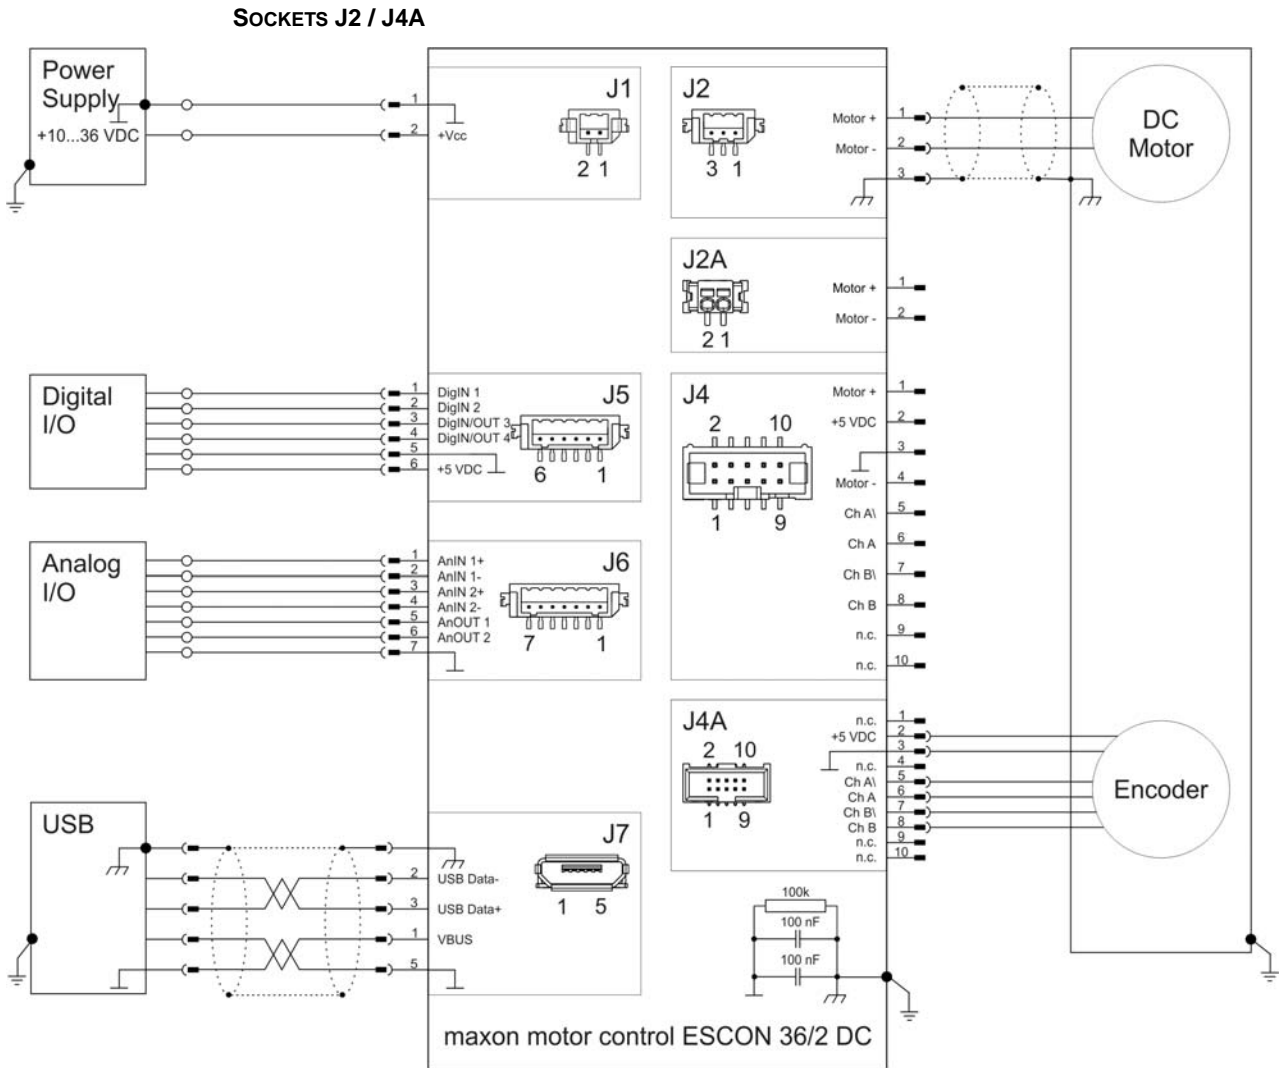 SOCKETS J2 / J4A
Power
Supply
+10...36 VDC
1
2
+Vcc
J1
2 1
J2
3 1
Motor +
Motor -
1
2
3
DC
Motor
J2A
2 1
Motor +
Motor -
1
2
Digital
I/O
1
2
3
4
5
6
DigIN 1
DigIN 2
DigIN/OUT 3
DigIN/OUT 4
+5 VDC
J5
6 1
J4
2 10
1 9
Motor +
+5 VDC
Motor -
Ch A\
Ch A
Ch B\
Ch B
n.c.
n.c.
1
2
3
4
5
6
7
8
9
10
Analog
I/O
1
2
3
4
5
6
7
AnIN 1+
AnIN 1-
AnIN 2+
AnIN 2-
AnOUT 1
AnOUT 2
J6
7 1
J4A
2 10
1 9
n.c.
+5 VDC
n.c.
Ch A\
Ch A
Ch B\
Ch B
n.c.
n.c.
1
2
3
4
5
6
7
8
9
10
Encoder
USB
2
3
1
5
USB Data-
USB Data+
VBUS
J7
1 5
100k
100 nF
100 nF
maxon motor control ESCON 36/2 DC